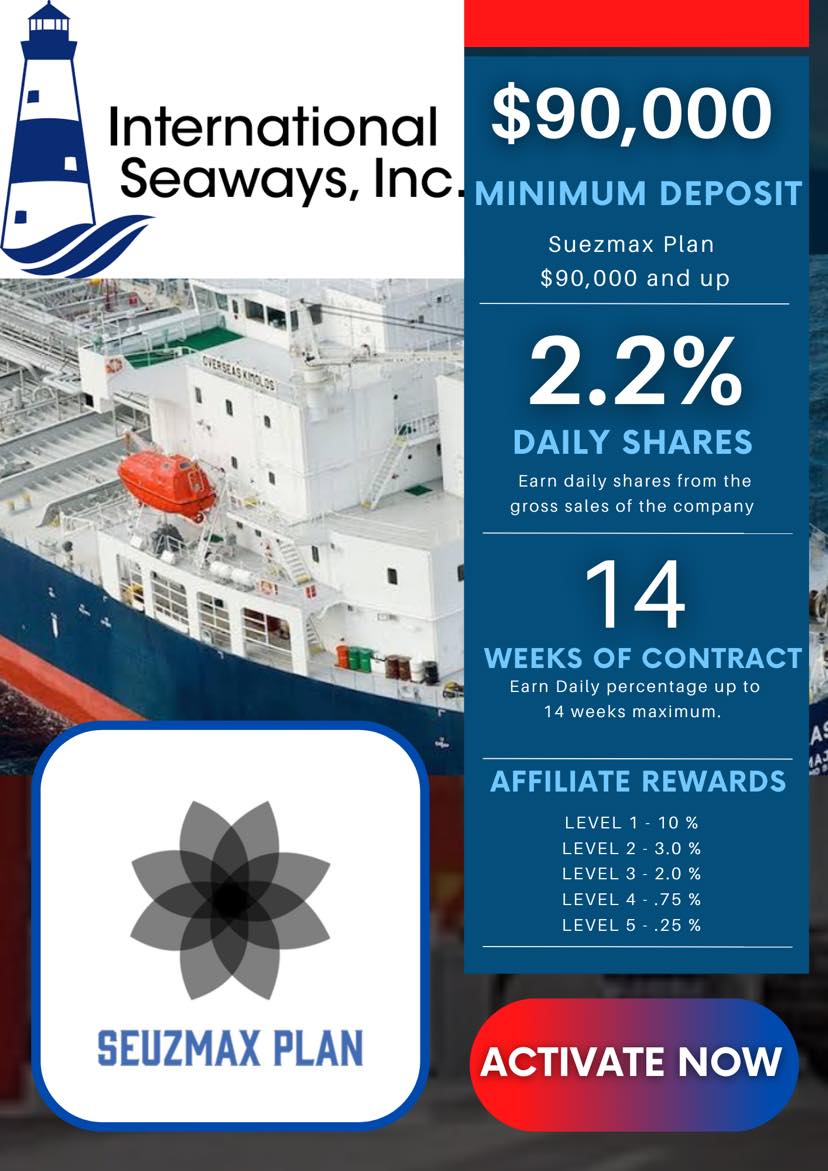 International
Seaways, Inc.
OVERSEAS KIMOLOS
$90,000
MINIMUM DEPOSIT
Suezmax Plan
$90,000 and up
2.2%
DAILY SHARES
Earn daily shares from the
gross sales of the company
14
WEEKS OF CONTRACT
Earn Daily percentage up to
14 weeks maximum.
AFFILIATE REWARDS
LEVEL 1 - 10 %
LEVEL 2 - 3.0 %
LEVEL 3 - 2.0 %
LEVEL 4 - .75 %
LEVEL 5 - .25 %
SEUZMAX PLAN
ACTIVATE NOW